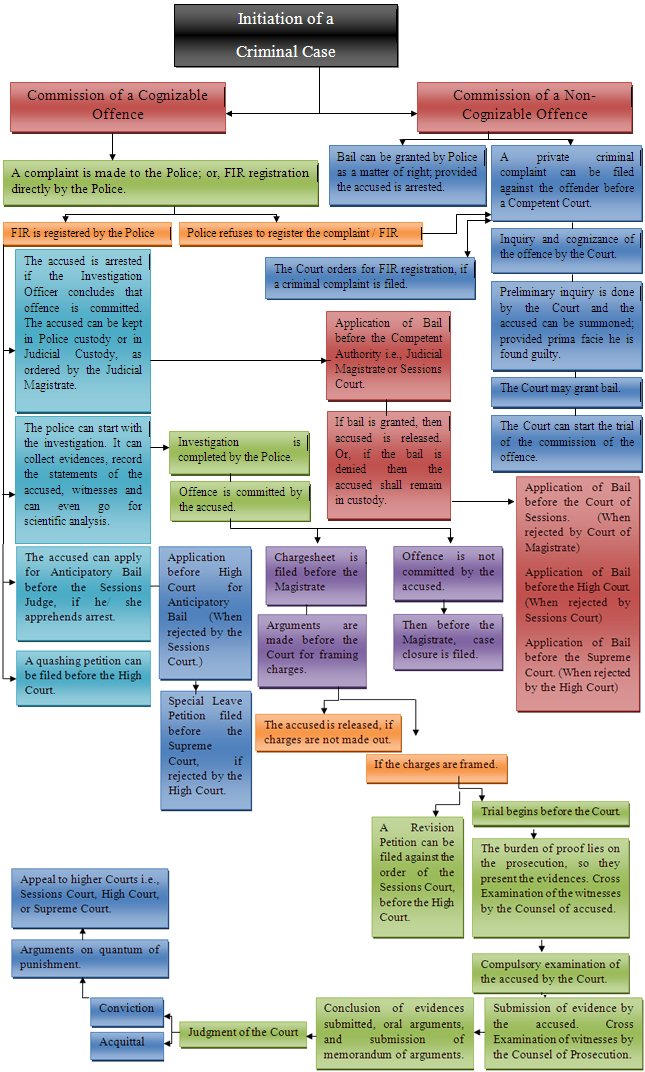 Initiation of a
Criminal Case
Commission of a Cognizable
Offence
Commission of a Non-
Cognizable Offence
A complaint is made to the Police; or, FIR registration
directly by the Police.
Bail can be granted by Police
as a matter of right; provided
the accused is arrested.
A private criminal
complaint can be filed
against the offender before
a Competent Court.
FIR is registered by the Police
Police refuses to register the complaint / FIR
Inquiry and cognizance of
the offence by the Court.
The Court orders for FIR registration, if
a criminal complaint is filed.
The accused is arrested
if the Investigation
Officer concludes that
offence is committed.
The accused can be kept
in Police custody or in
Judicial Custody, as
ordered by the Judicial
Magistrate.
Preliminary inquiry is done
by the Court and the
accused can be summoned;
provided prima facie he is
found guilty.
Application of Bail
before the Competent
Authority i.e., Judicial
Magistrate or Sessions
Court.
The Court may grant bail.
The Court can start the trial
of the commission of the
offence.
If bail is granted, then
accused is released.
Or, if the bail is
denied then the
accused shall remain
in custody.
The police can start with
the investigation. It can
collect evidences, record
the statements of the
accused, witnesses and
can even go for
scientific analysis.
Investigation is
completed by the Police.
Offence is committed by
the accused.
Application of Bail
before the Court of
Sessions. (When
rejected by Court of
Magistrate)
Application of Bail
before the High Court.
(When rejected by
Sessions Court)
Application of Bail
before the Supreme
Court. (When rejected
by the High Court)
The accused can apply
for Anticipatory Bail
before the Sessions
Judge, if he/ she
apprehends arrest.
Application
before High
Court for
Anticipatory
Bail (When
rejected by the
Sessions
Court.)
Chargesheet is
filed before the
Magistrate
Offence is not
committed by the
accused.
Arguments are
made before the
Court for framing
charges.
Then before the
Magistrate, case
closure is filed.
A quashing petition can
be filed before the High
Court.
Special Leave
Petition filed
before the
Supreme
Court, if
rejected by the
High Court.
The accused is released, if
charges are not made out.
If the charges are framed.
Trial begins before the Court.
A Revision
Petition can be
filed against the
order of the
Sessions Court,
before the High
Court.
The burden of proof lies on
the prosecution, so they
present the evidences. Cross
Examination of the witnesses
by the Counsel of accused.
Compulsory examination of
the accused by the Court.
Submission of evidence by
the accused. Cross
Examination of witnesses by
the Counsel of Prosecution.
Conclusion of evidences
submitted, oral arguments,
and submission of
memorandum of arguments.
Judgment of the Court
Conviction
Acquittal
Arguments on quantum of
punishment.
Appeal to higher Courts i.e.,
Sessions Court, High Court,
or Supreme Court.